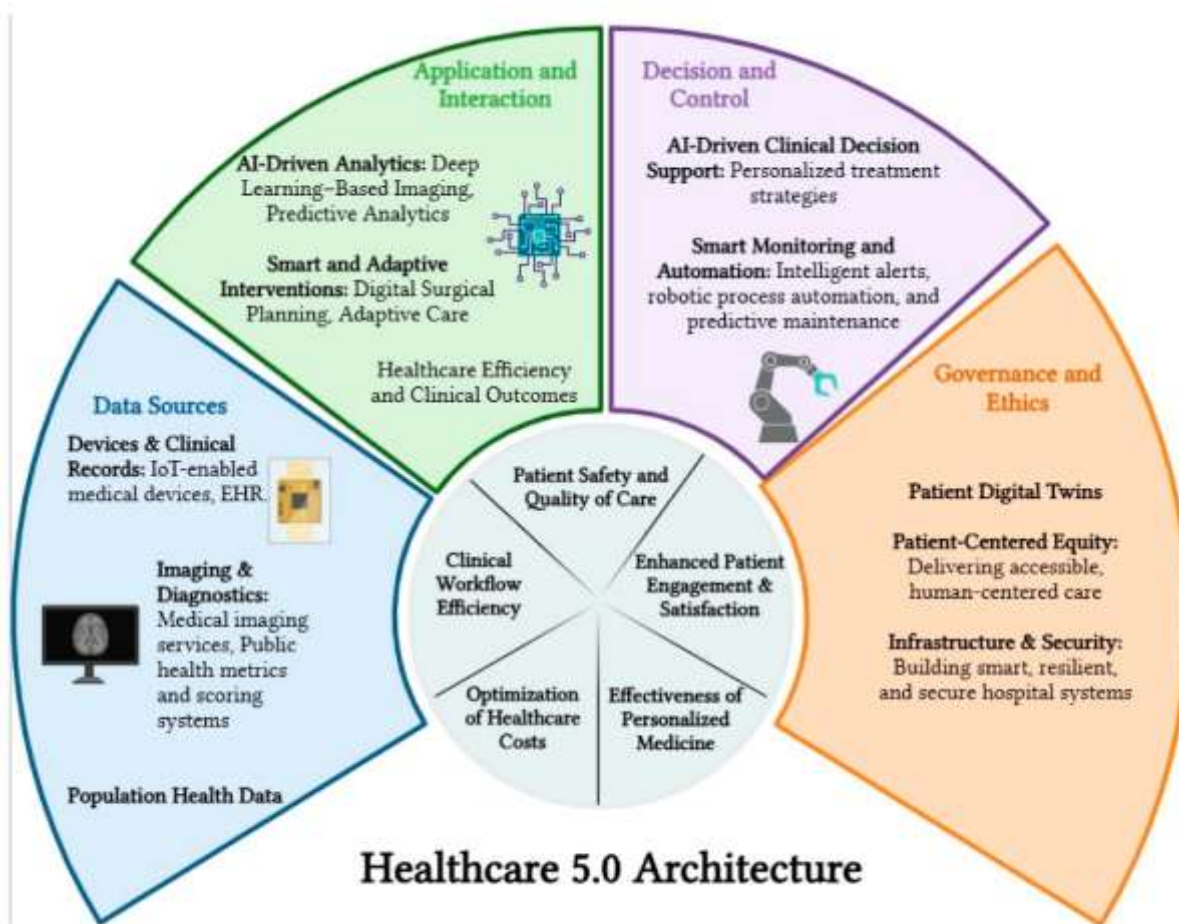 Application and
Interaction
AI-Driven Analytics: Deep
Learning–Based Imaging,
Predictive Analytics
Smart and Adaptive
Interventions: Digital Surgical
Planning, Adaptive Care
Healthcare Efficiency
and Clinical Outcomes
Decision and
Control
AI-Driven Clinical Decision
Support: Personalized treatment
strategies
Smart Monitoring and
Automation: Intelligent alerts,
robotic process automation, and
predictive maintenance
Data Sources
Devices & Clinical
Records: IoT-enabled
medical devices, EHR
Imaging &
Diagnostics:
Medical imaging
services, Public
health metrics
and scoring
systems
Population Health Data
Governance and
Ethics
Patient Digital Twins
Patient-Centered Equity:
Delivering accessible,
human-centered care
Infrastructure & Security:
Building smart, resilient,
and secure hospital systems
Patient Safety and
Quality of Care
Clinical
Workflow
Efficiency
Enhanced Patient
Engagement &
Satisfaction
Optimization
of Healthcare
Costs
Effectiveness of
Personalized
Medicine
Healthcare 5.0 Architecture